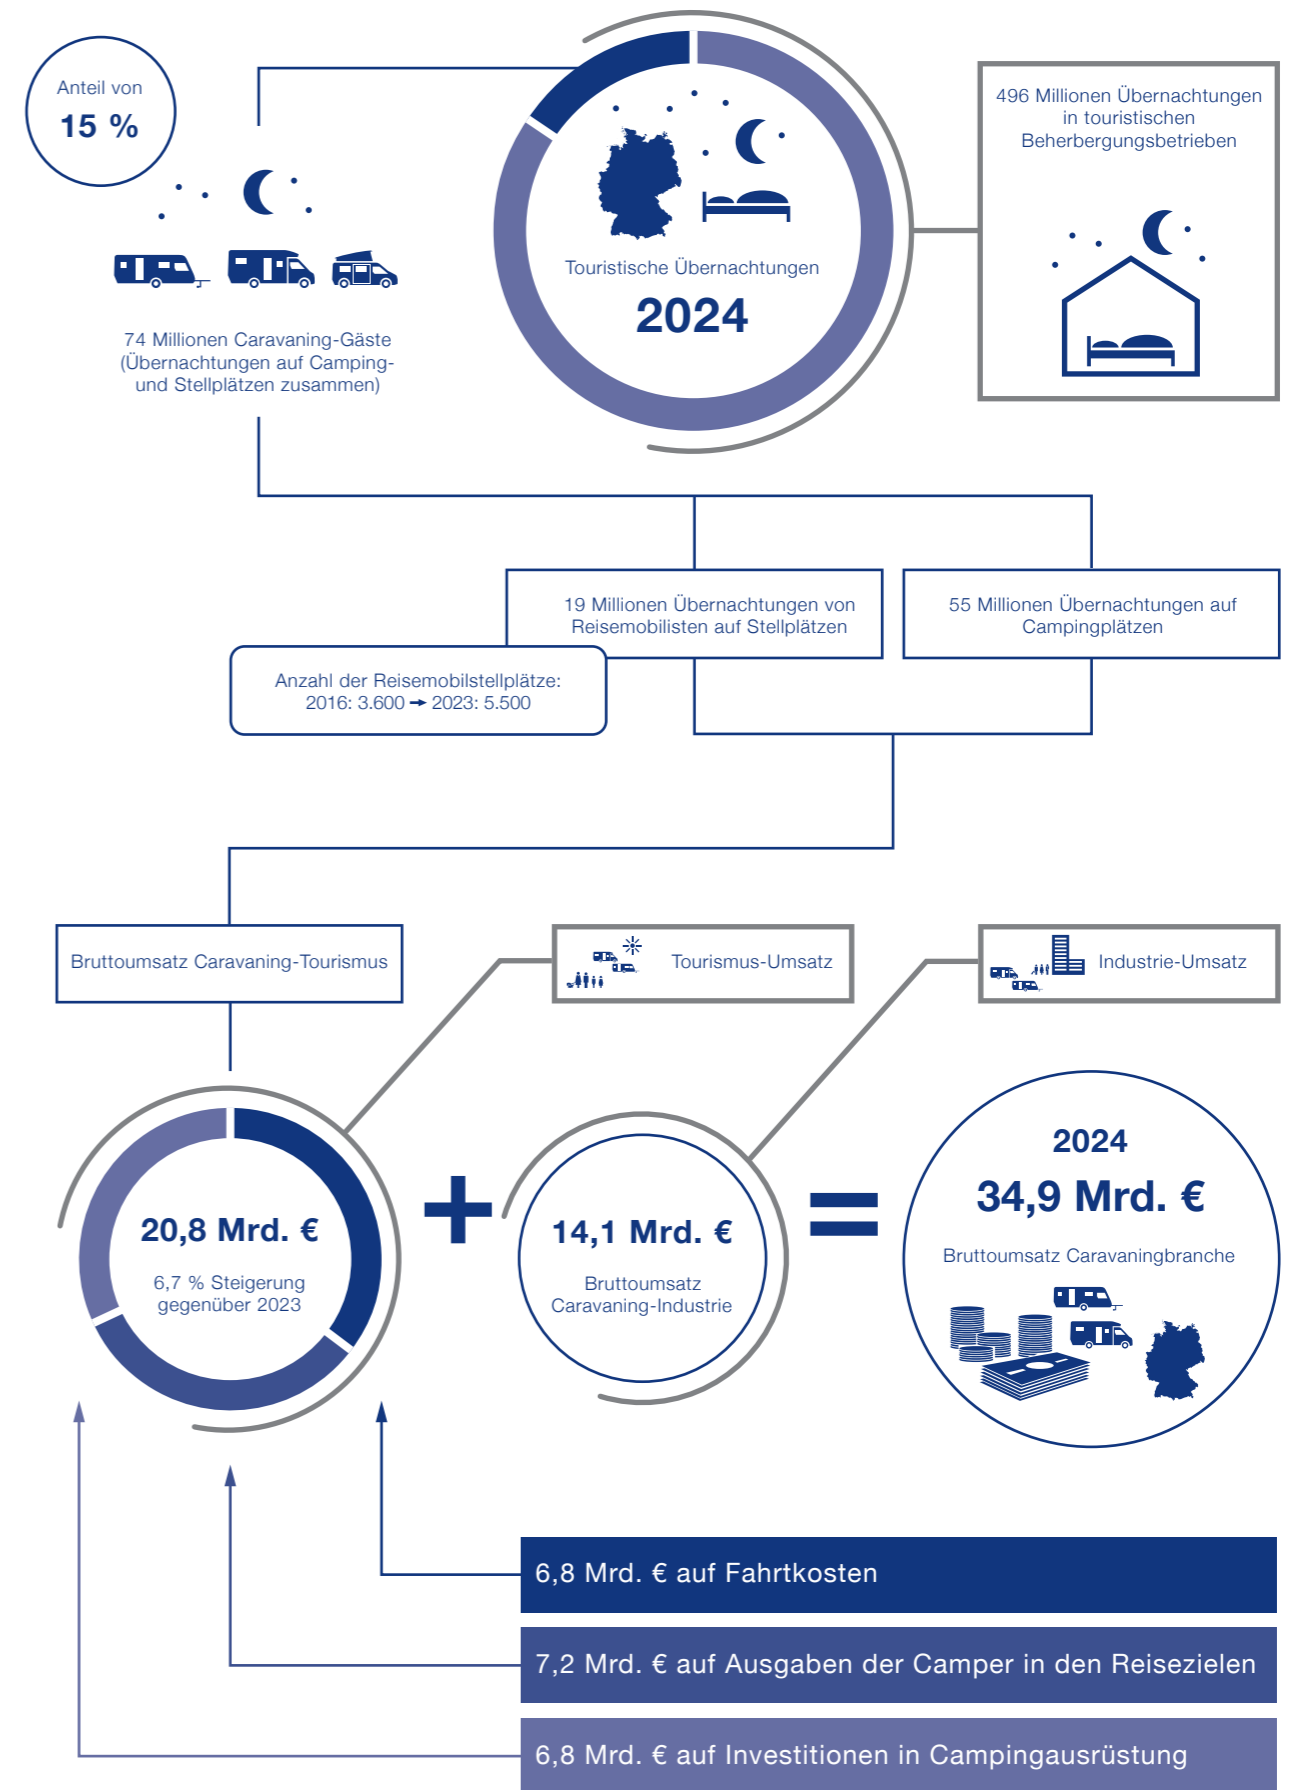 Anteil von
15 %
496 Millionen Übernachtungen
in touristischen
Beherbergungsbetrieben
Touristische Übernachtungen
2024
74 Millionen Caravaning-Gäste
(Übernachtungen auf Camping-
und Stellplätzen zusammen)
19 Millionen Übernachtungen von
Reisemobilisten auf Stellplätzen
55 Millionen Übernachtungen auf
Campingplätzen
Anzahl der Reisemobilstellplätze:
2016: 3.600 → 2023: 5.500
Bruttoumsatz Caravaning-Tourismus
Tourismus-Umsatz
Industrie-Umsatz
20,8 Mrd. €
6,7 % Steigerung
gegenüber 2023
+
14,1 Mrd. €
Bruttoumsatz
Caravaning-Industrie
=
2024
34,9 Mrd. €
Bruttoumsatz Caravaningbranche
6,8 Mrd. € auf Fahrtkosten
7,2 Mrd. € auf Ausgaben der Camper in den Reisezielen
6,8 Mrd. € auf Investitionen in Campingausrüstung